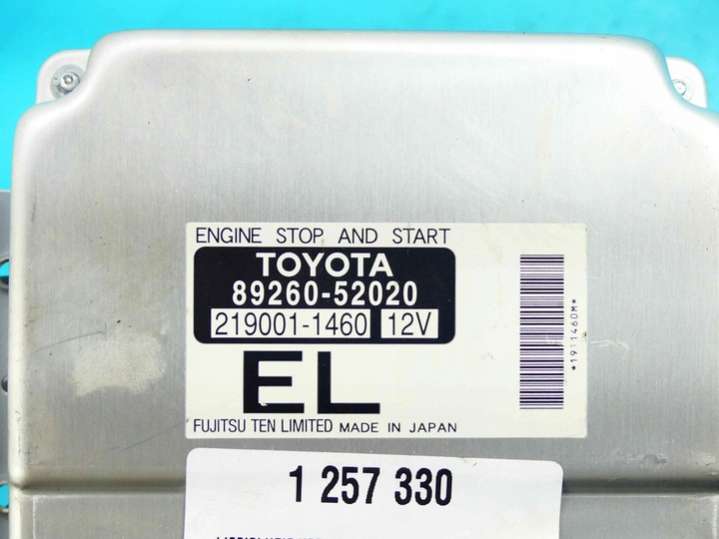 ENGINE STOP AND START
TOYOTA
89260-52020
219001-1460 12V
EL
FUJITSU TEN LIMITED MADE IN JAPAN
*1911460M*
1 257 330